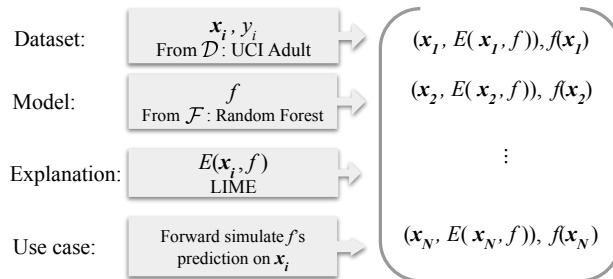 Dataset:
x_i, y_i
From D: UCI Adult
(x_1, E( x_1, f)), f(x_1)
Model:
f
From F: Random Forest
(x_2, E( x_2, f)), f(x_2)
Explanation:
E(x_i, f)
LIME
⋮
Use case:
Forward simulate f's
prediction on x_i
(x_N, E( x_N, f)), f(x_N)